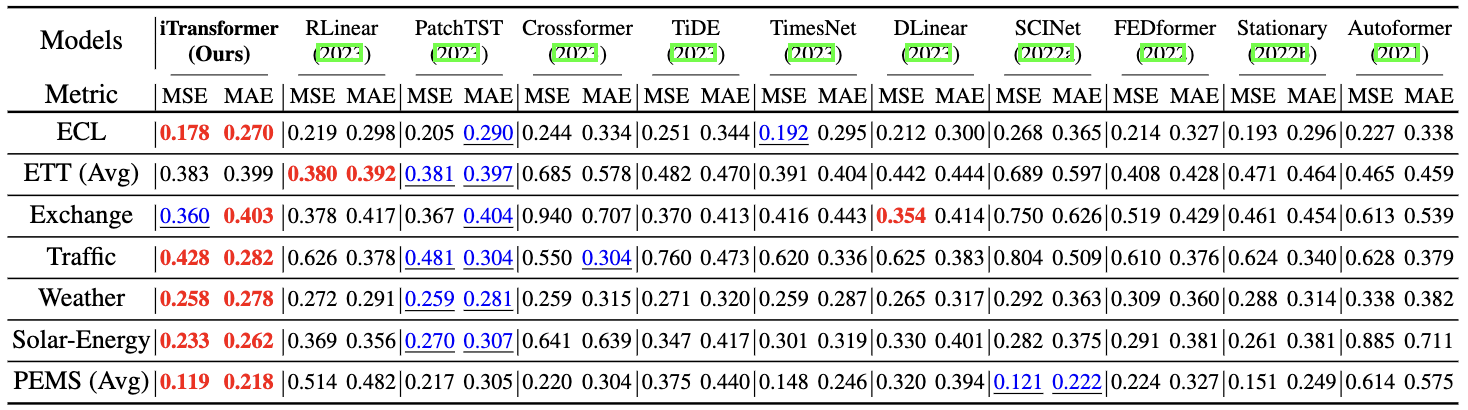 Models iTransformer (Ours) RLinear (2023) PatchTST (2023) Crossformer (2023) TiDE (2023) TimesNet (2023) DLinear (2023) SCINet (2022a) FEDformer (2022) Stationary (2022b) Autoformer (2021)
Metric MSE MAE MSE MAE MSE MAE MSE MAE MSE MAE MSE MAE MSE MAE MSE MAE MSE MAE MSE MAE MSE MAE
ECL 0.178 0.270 0.219 0.298 0.205 0.290 0.244 0.334 0.251 0.344 0.192 0.295 0.212 0.300 0.268 0.365 0.214 0.327 0.193 0.296 0.227 0.338
ETT (Avg) 0.383 0.399 0.380 0.392 0.381 0.397 0.685 0.578 0.482 0.470 0.391 0.404 0.442 0.444 0.689 0.597 0.408 0.428 0.471 0.464 0.465 0.459
Exchange 0.360 0.403 0.378 0.417 0.367 0.404 0.940 0.707 0.370 0.413 0.416 0.443 0.354 0.414 0.750 0.626 0.519 0.429 0.461 0.454 0.613 0.539
Traffic 0.428 0.282 0.626 0.378 0.481 0.304 0.550 0.304 0.760 0.473 0.620 0.336 0.625 0.383 0.804 0.509 0.610 0.376 0.624 0.340 0.628 0.379
Weather 0.258 0.278 0.272 0.291 0.259 0.281 0.259 0.315 0.271 0.320 0.259 0.287 0.265 0.317 0.292 0.363 0.309 0.360 0.288 0.314 0.338 0.382
Solar-Energy 0.233 0.262 0.369 0.356 0.270 0.307 0.641 0.639 0.347 0.417 0.301 0.319 0.330 0.401 0.282 0.375 0.291 0.381 0.261 0.381 0.885 0.711
PEMS (Avg) 0.119 0.218 0.514 0.482 0.217 0.305 0.220 0.304 0.375 0.440 0.148 0.246 0.320 0.394 0.121 0.222 0.224 0.327 0.151 0.249 0.614 0.575